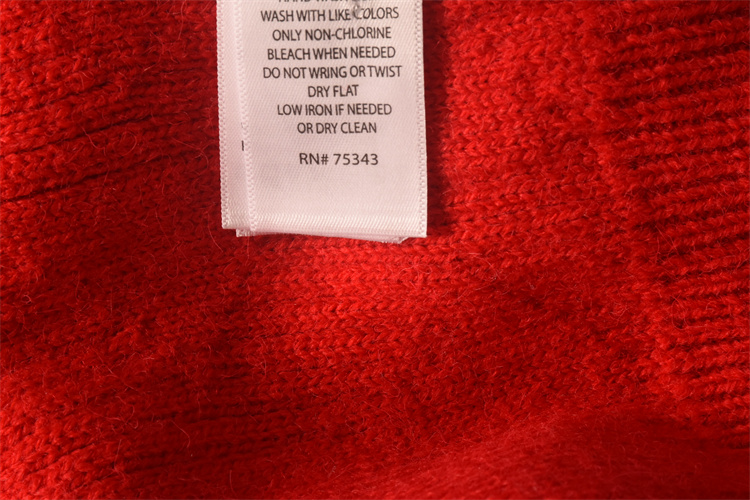 WASH WITH LIKE COLORS
ONLY NON-CHLORINE
BLEACH WHEN NEEDED
DO NOT WRING OR TWIST
DRY FLAT
LOW IRON IF NEEDED
OR DRY CLEAN
RN# 75343